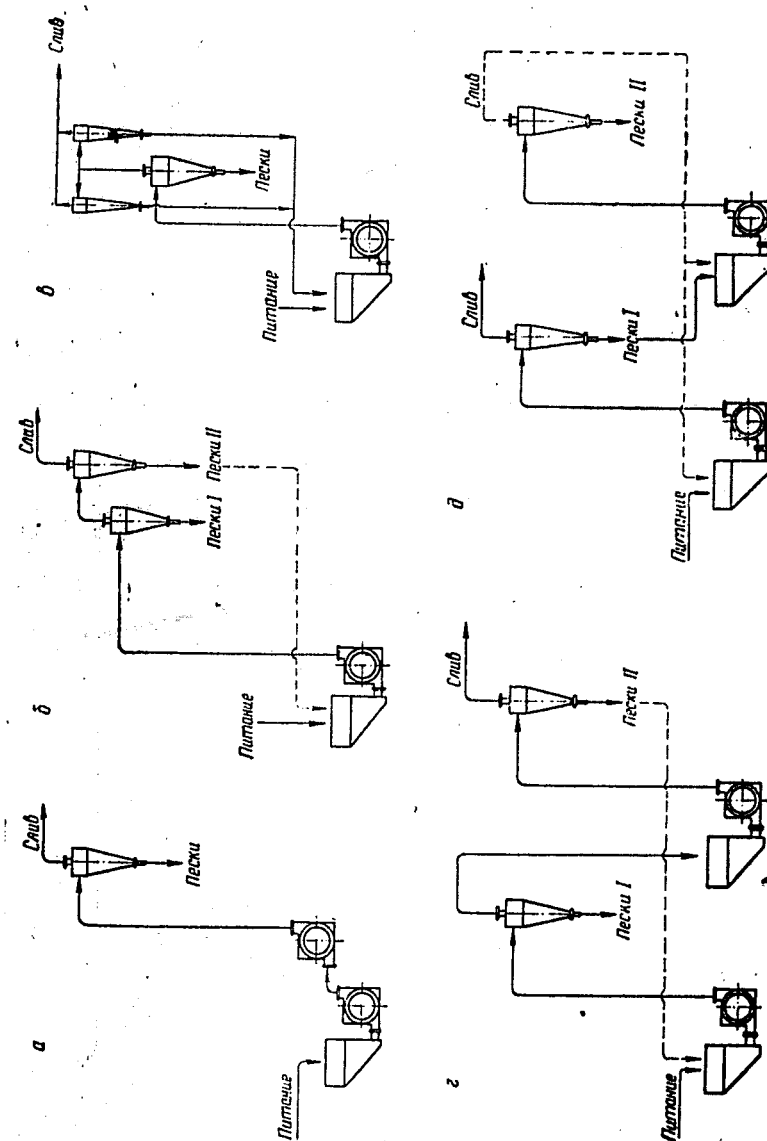 а
Питание
Слив
Пески
б
Питание
Слив
Пески I
Пески II
в
Питание
Слив.
Пески
г
Питание
Пески I
Слив
Пески II
д
Питание
Слив
Пески I
Слив
Пески II